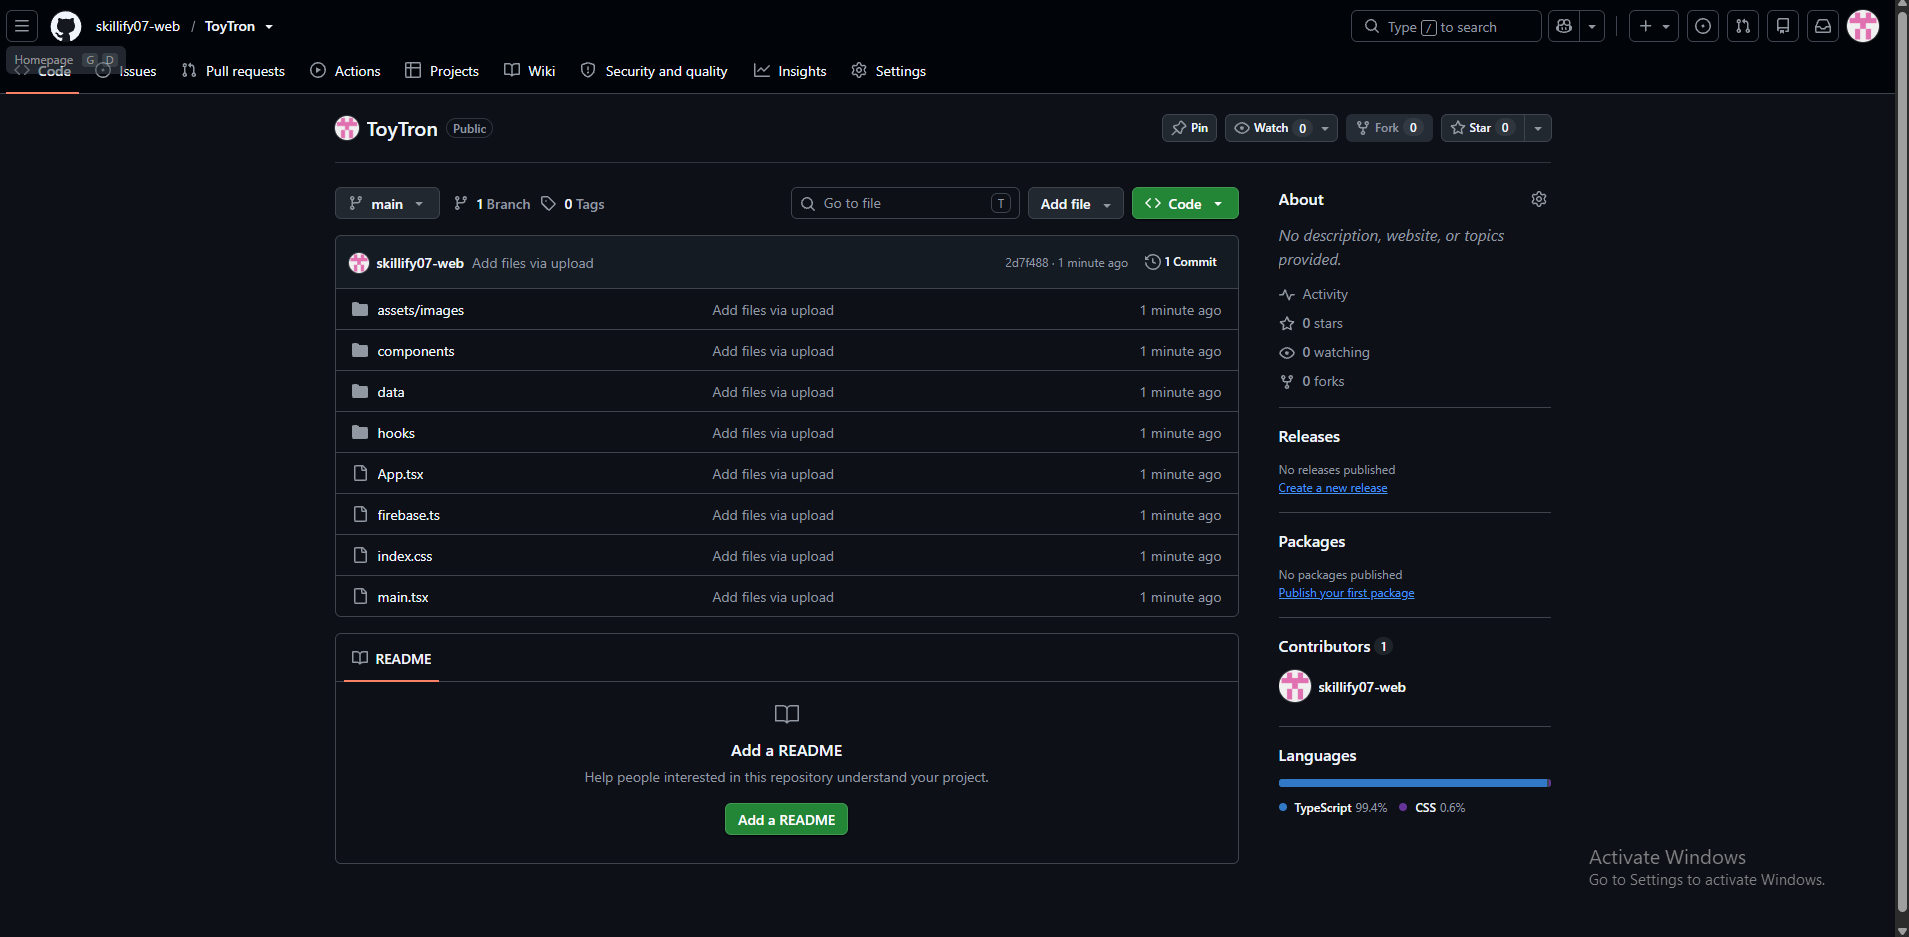 skillify07-web / ToyTron
Type / to search
Homepage G D
Code Issues Pull requests Actions Projects Wiki Security and quality Insights Settings
ToyTron Public
Pin Watch 0 Fork 0 Star 0
main 1 Branch 0 Tags Go to file T Add file Code
skillify07-web Add files via upload 2d7f488 · 1 minute ago 1 Commit
assets/images Add files via upload 1 minute ago
components Add files via upload 1 minute ago
data Add files via upload 1 minute ago
hooks Add files via upload 1 minute ago
App.tsx Add files via upload 1 minute ago
firebase.ts Add files via upload 1 minute ago
index.css Add files via upload 1 minute ago
main.tsx Add files via upload 1 minute ago
README
Add a README
Help people interested in this repository understand your project.
Add a README
About
No description, website, or topics
provided.
Activity
0 stars
0 watching
0 forks
Releases
No releases published
Create a new release
Packages
No packages published
Publish your first package
Contributors 1
skillify07-web
Languages
TypeScript 99.4% CSS 0.6%
Activate Windows
Go to Settings to activate Windows.